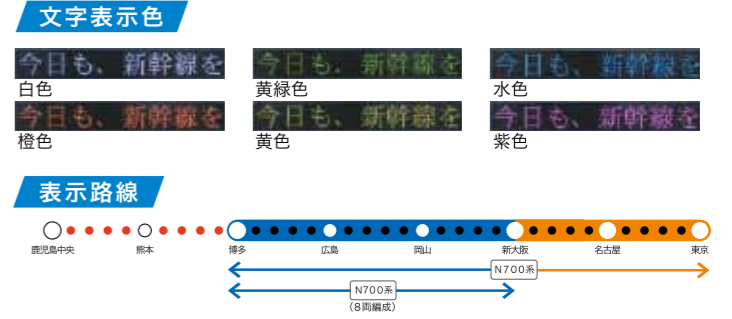 文字表示色
今日も、新幹線を
今日も、新幹線を
今日も、新幹線を
白色
黄緑色
水色
今日も、新幹線を
今日も、新幹線を
今日も、新幹線を
橙色
黄色
紫色
表示路線
鹿児島中央
熊本
博多
広島
岡山
新大阪
名古屋
東京
N700系
N700系
(8両編成)